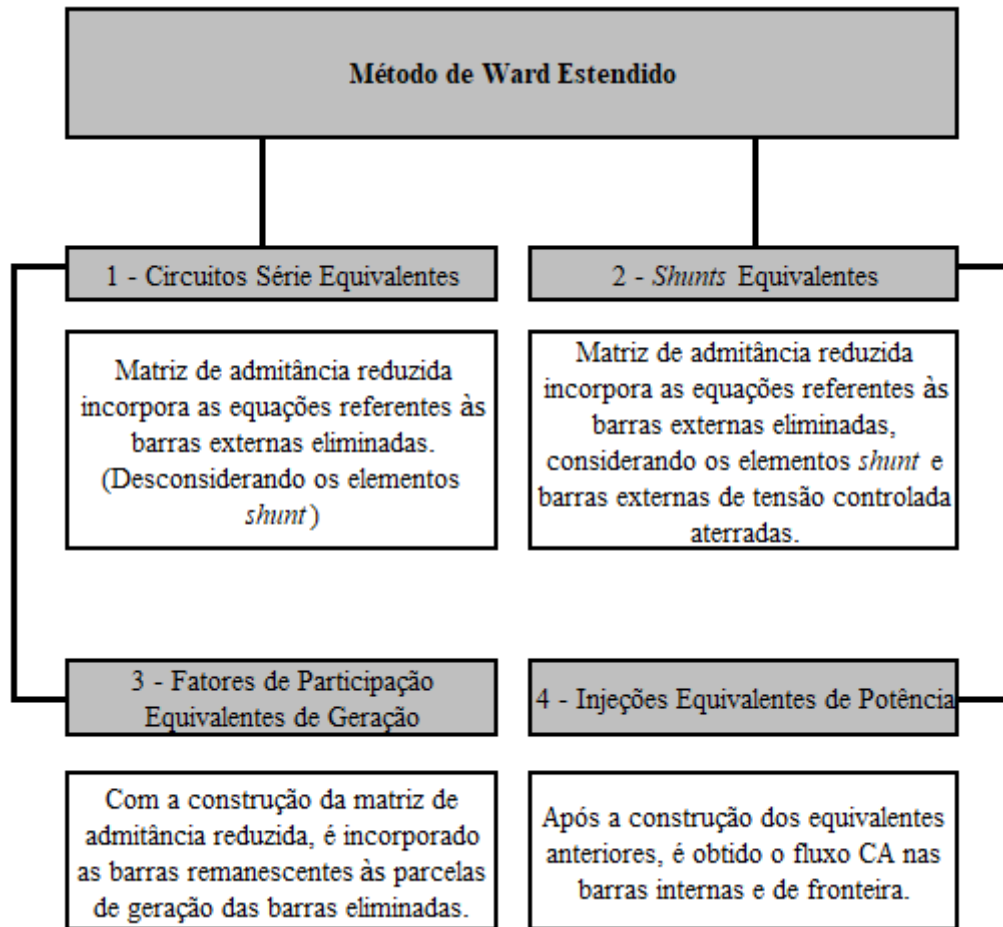 Método de Ward Estendido
1 - Circuitos Série Equivalentes
Matriz de admitância reduzida
incorpora as equações referentes às
barras externas eliminadas.
(Desconsiderando os elementos
shunt)
2 - Shunts Equivalentes
Matriz de admitância reduzida
incorpora as equações referentes às
barras externas eliminadas,
considerando os elementos shunt e
barras externas de tensão controlada
aterradas.
3 - Fatores de Participação
Equivalentes de Geração
Com a construção da matriz de
admitância reduzida, é incorporado
as barras remanescentes às parcelas
de geração das barras eliminadas.
4 - Injeções Equivalentes de Potência
Após a construção dos equivalentes
anteriores, é obtido o fluxo CA nas
barras internas e de fronteira.